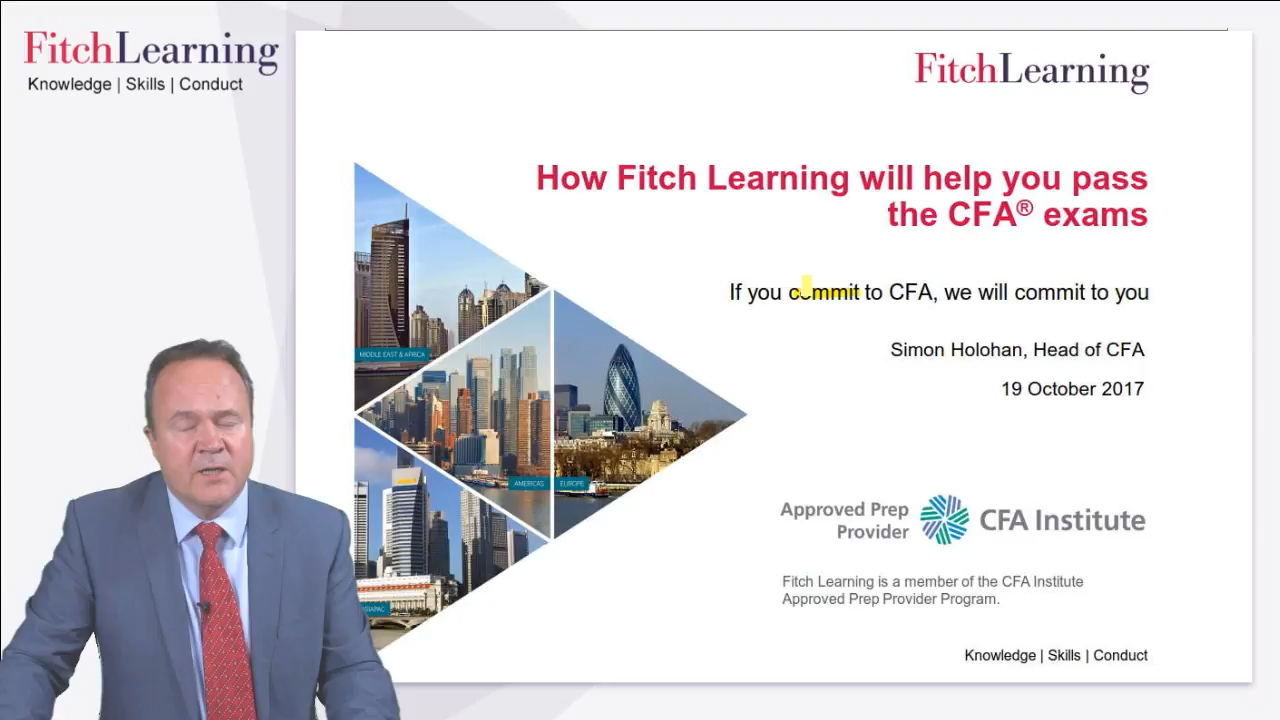 FitchLearning
Knowledge | Skills | Conduct
FitchLearning
How Fitch Learning will help you pass
the CFA® exams
If you commit to CFA, we will commit to you
Simon Holohan, Head of CFA
19 October 2017
MIDDLE EAST & AFRICA
AMERICAS
EUROPE
Approved Prep
Provider
CFA Institute
Fitch Learning is a member of the CFA Institute
Approved Prep Provider Program.
Knowledge | Skills | Conduct